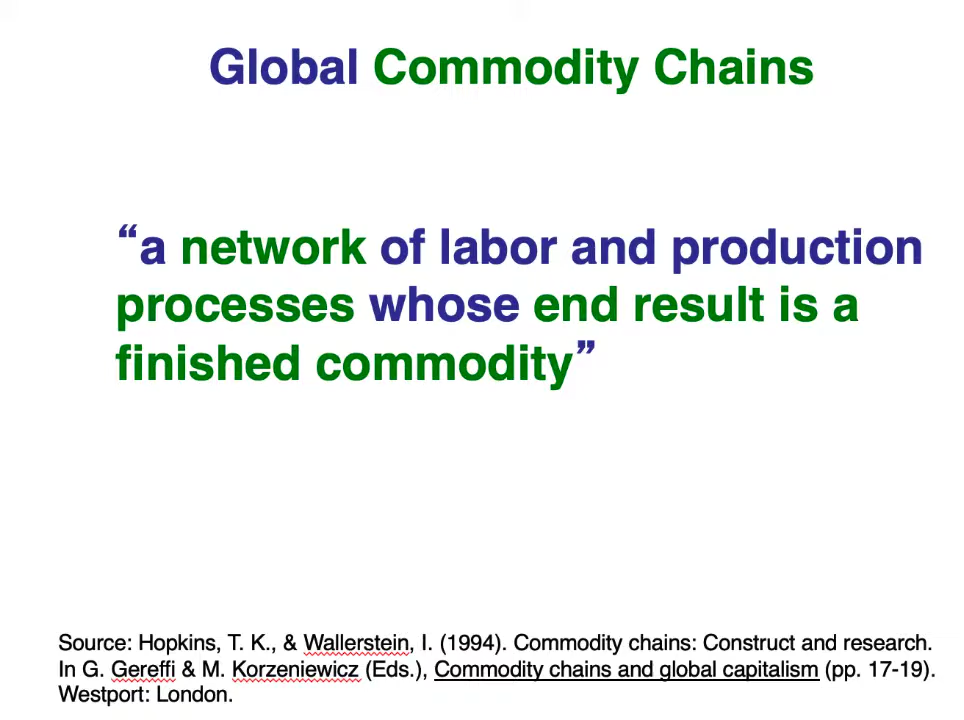 Global Commodity Chains
“a network of labor and production
processes whose end result is a
finished commodity”
Source: Hopkins, T. K., & Wallerstein, I. (1994). Commodity chains: Construct and research.
In G. Gereffi & M. Korzeniewicz (Eds.), Commodity chains and global capitalism (pp. 17-19).
Westport: London.